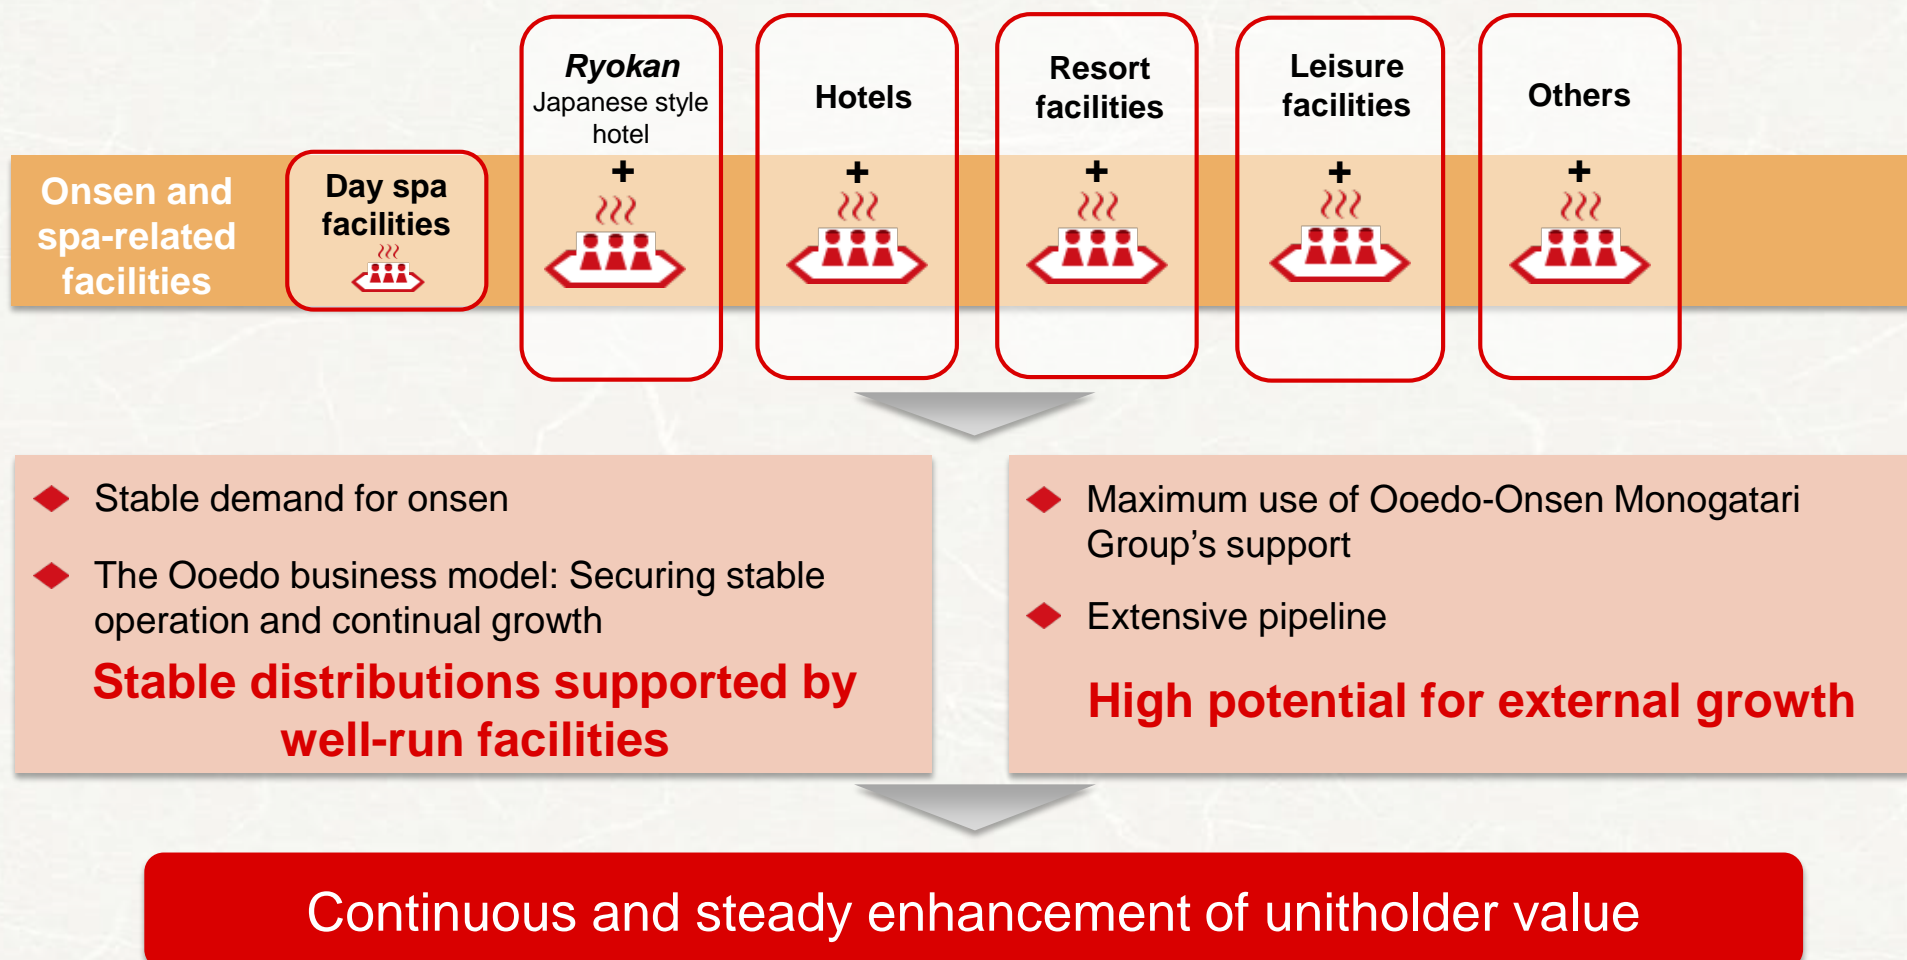 Onsen and
spa-related
facilities
Day spa
facilities
Ryokan
Japanese style
hotel
+
Hotels
+
Resort
facilities
+
Leisure
facilities
+
Others
+
Stable demand for onsen
The Ooedo business model: Securing stable
operation and continual growth
Stable distributions supported by
well-run facilities
Maximum use of Ooedo-Onsen Monogatari
Group’s support
Extensive pipeline
High potential for external growth
Continuous and steady enhancement of unitholder value